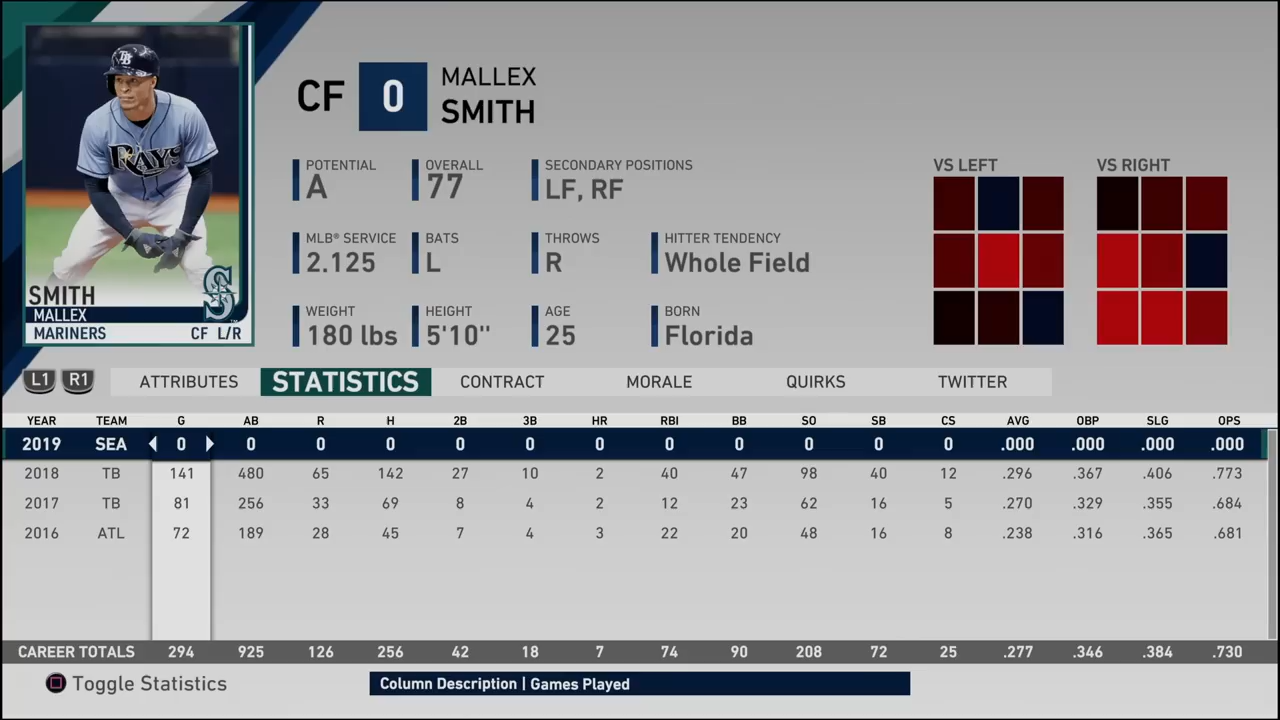 TB
RAYS
SMITH
MALLEX
MARINERS CF L/R
S
CF 0 MALLEX
SMITH
POTENTIAL OVERALL SECONDARY POSITIONS
A 77 LF, RF
MLB® SERVICE BATS THROWS HITTER TENDENCY
2.125 L R Whole Field
WEIGHT HEIGHT AGE BORN
180 lbs 5'10" 25 Florida
VS LEFT VS RIGHT
L1 R1 ATTRIBUTES STATISTICS CONTRACT MORALE QUIRKS TWITTER
YEAR TEAM G AB R H 2B 3B HR RBI BB SO SB CS AVG OBP SLG OPS
2019 SEA 0 0 0 0 0 0 0 0 0 0 0 0 .000 .000 .000 .000
2018 TB 141 480 65 142 27 10 2 40 47 98 40 12 .296 .367 .406 .773
2017 TB 81 256 33 69 8 4 2 12 23 62 16 5 .270 .329 .355 .684
2016 ATL 72 189 28 45 7 4 3 22 20 48 16 8 .238 .316 .365 .681
CAREER TOTALS 294 925 126 256 42 18 7 74 90 208 72 25 .277 .346 .384 .730
Toggle Statistics Column Description | Games Played